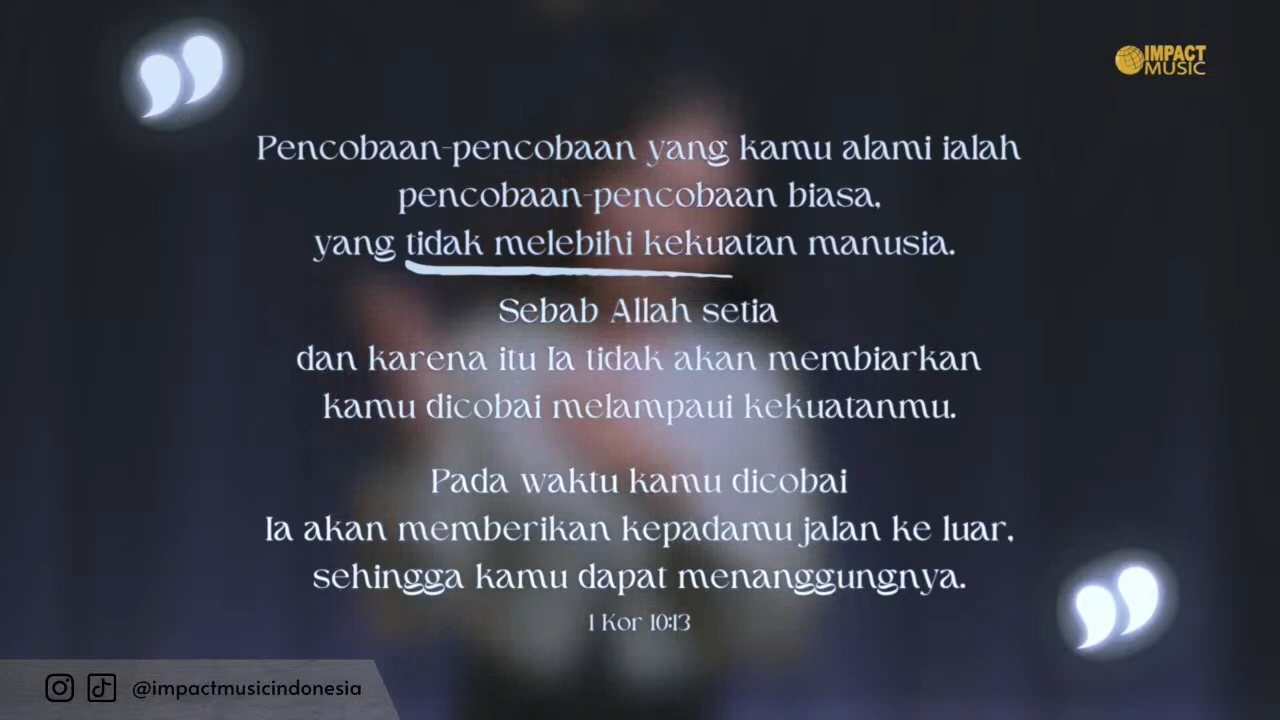 IMPACT
MUSIC
Pencobaan-pencobaan yang kamu alami ialah
pencobaan-pencobaan biasa,
yang tidak melebihi kekuatan manusia.
Sebab Allah setia
dan karena itu Ia tidak akan membiarkan
kamu dicobai melampaui kekuatanmu.
Pada waktu kamu dicobai
Ia akan memberikan kepadamu jalan ke luar,
sehingga kamu dapat menanggungnya.
1 Kor 10:13
@impactmusicindonesia